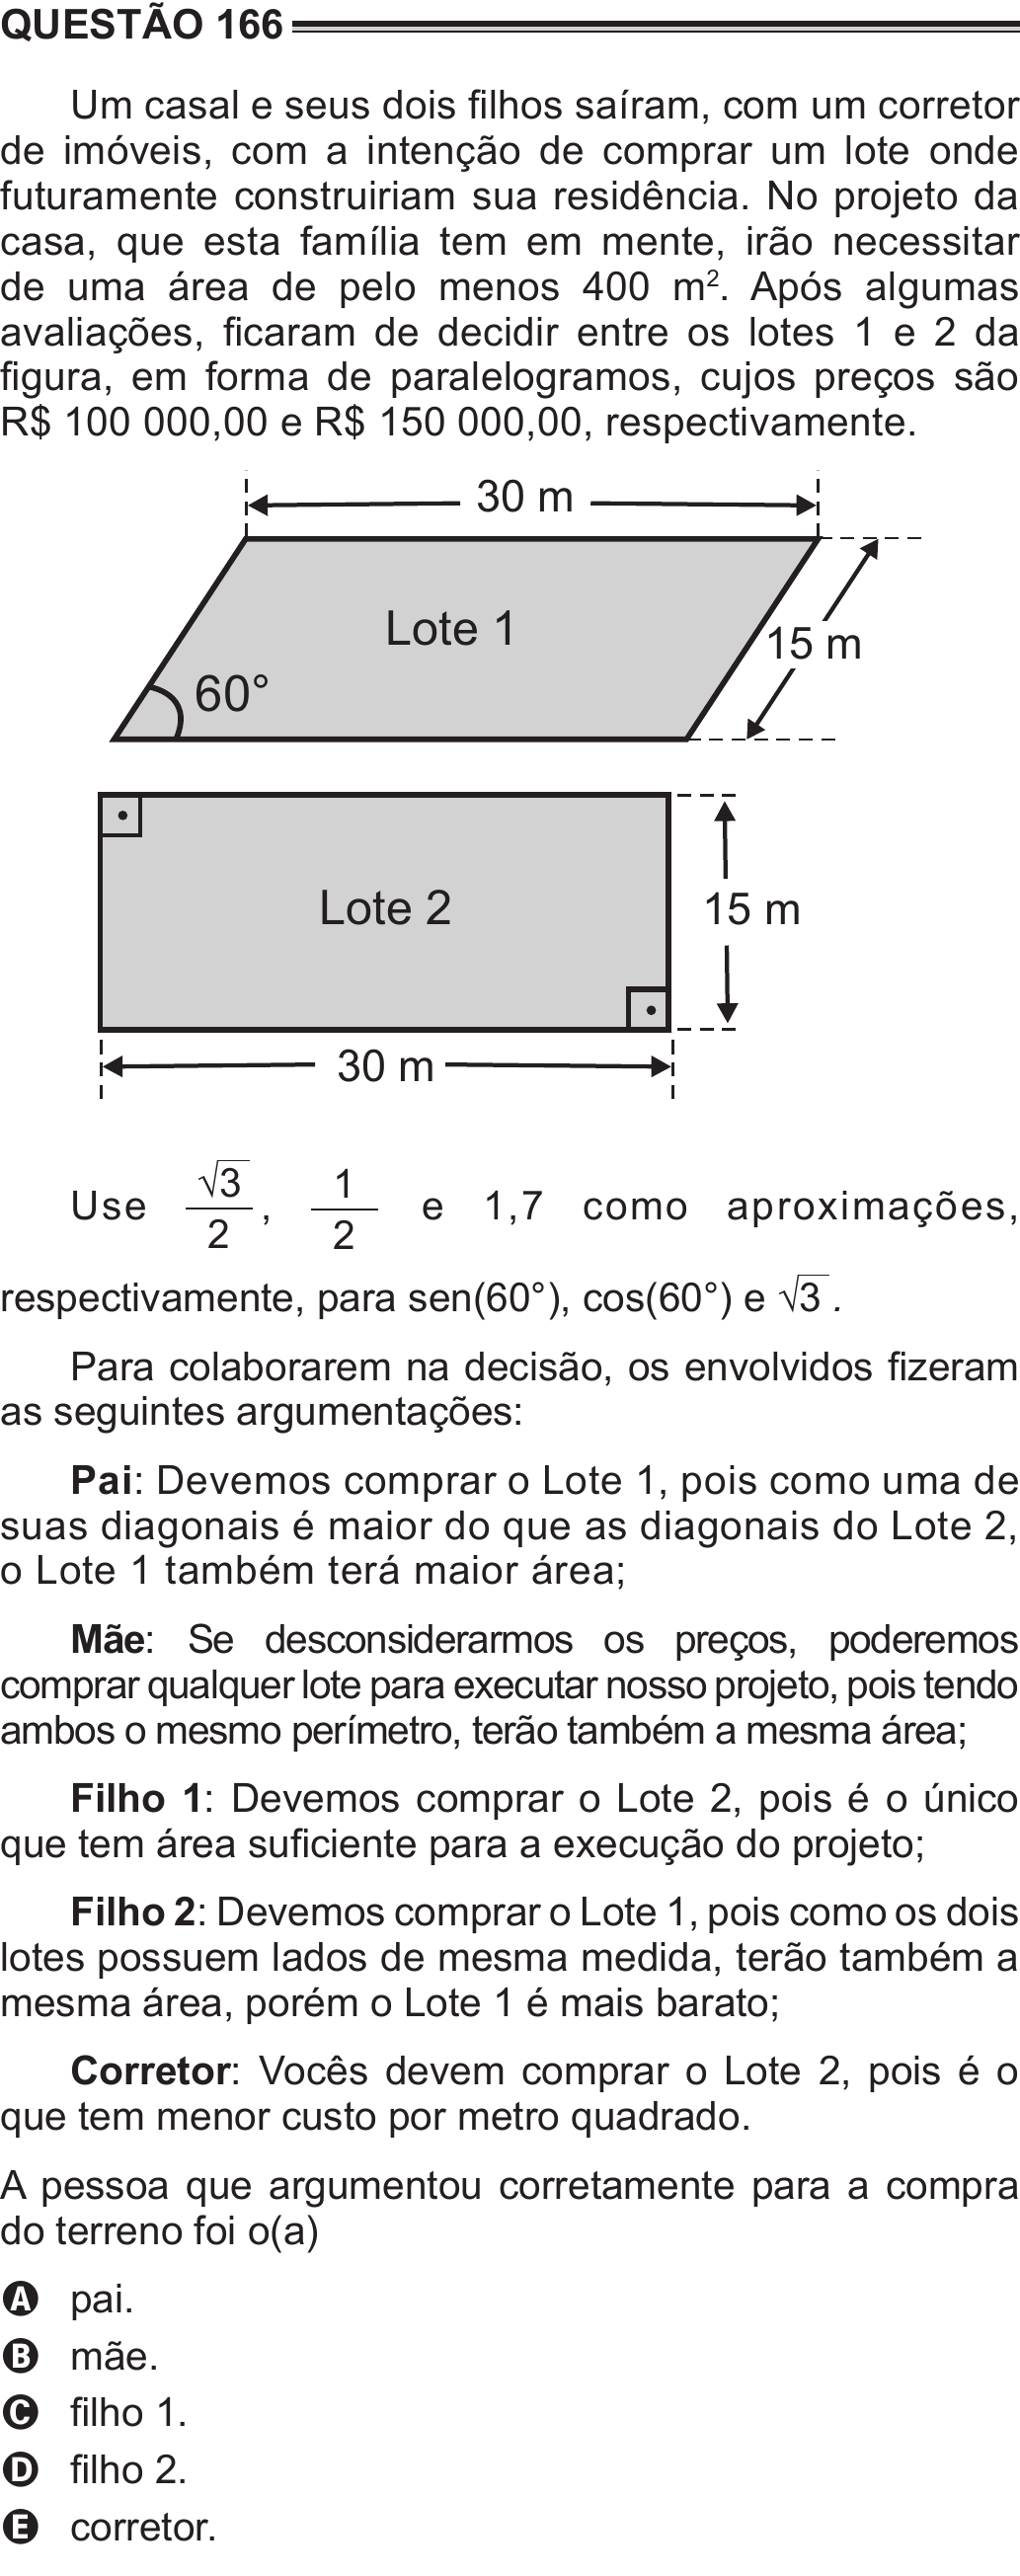 QUESTÃO 166
Um casal e seus dois filhos saíram, com um corretor
de imóveis, com a intenção de comprar um lote onde
futuramente construiriam sua residência. No projeto da
casa, que esta família tem em mente, irão necessitar
de uma área de pelo menos 400 m². Após algumas
avaliações, ficaram de decidir entre os lotes 1 e 2 da
figura, em forma de paralelogramos, cujos preços são
R$ 100 000,00 e R$ 150 000,00, respectivamente.
30 m
Lote 1
15 m
60°
Lote 2
15 m
30 m
Use √3/2, 1/2 e 1,7 como aproximações,
respectivamente, para sen(60°), cos(60°) e √3.
Para colaborarem na decisão, os envolvidos fizeram
as seguintes argumentações:
Pai: Devemos comprar o Lote 1, pois como uma de
suas diagonais é maior do que as diagonais do Lote 2,
o Lote 1 também terá maior área;
Mãe: Se desconsiderarmos os preços, poderemos
comprar qualquer lote para executar nosso projeto, pois tendo
ambos o mesmo perímetro, terão também a mesma área;
Filho 1: Devemos comprar o Lote 2, pois é o único
que tem área suficiente para a execução do projeto;
Filho 2: Devemos comprar o Lote 1, pois como os dois
lotes possuem lados de mesma medida, terão também a
mesma área, porém o Lote 1 é mais barato;
Corretor: Vocês devem comprar o Lote 2, pois é o
que tem menor custo por metro quadrado.
A pessoa que argumentou corretamente para a compra
do terreno foi o(a)
A pai.
B mãe.
C filho 1.
D filho 2.
E corretor.